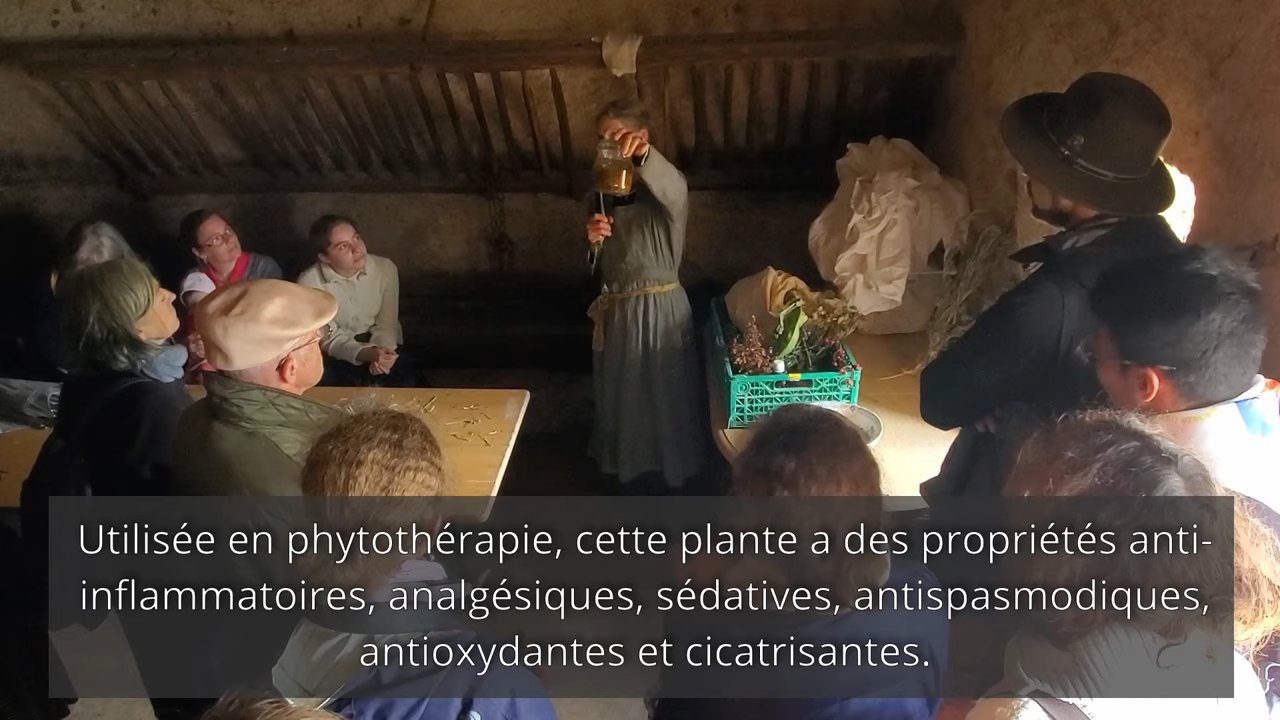 Utilisée en phytothérapie, cette plante a des propriétés anti-
inflammatoires, analgésiques, sédatives, antispasmodiques,
antioxydantes et cicatrisantes.